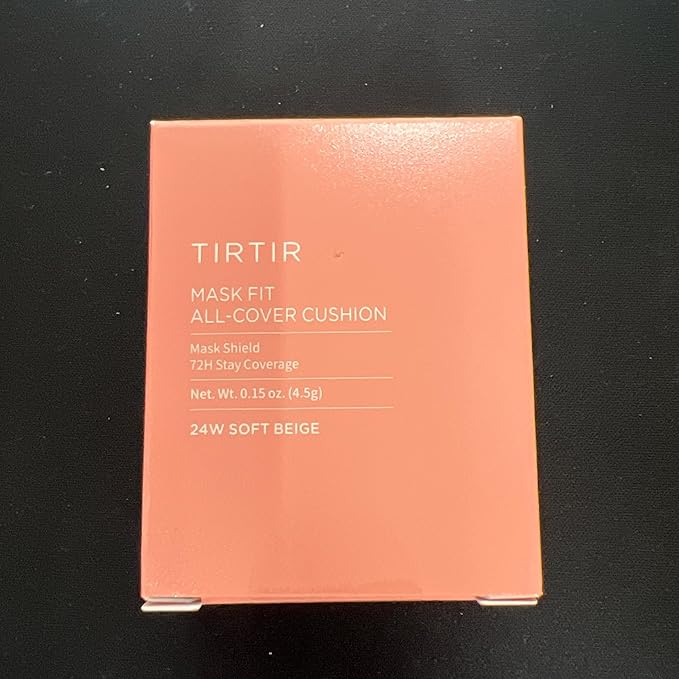 TIRTIR
MASK FIT
ALL-COVER CUSHION
Mask Shield
72H Stay Coverage
Net. Wt. 0.15 oz. (4.5g)
24W SOFT BEIGE